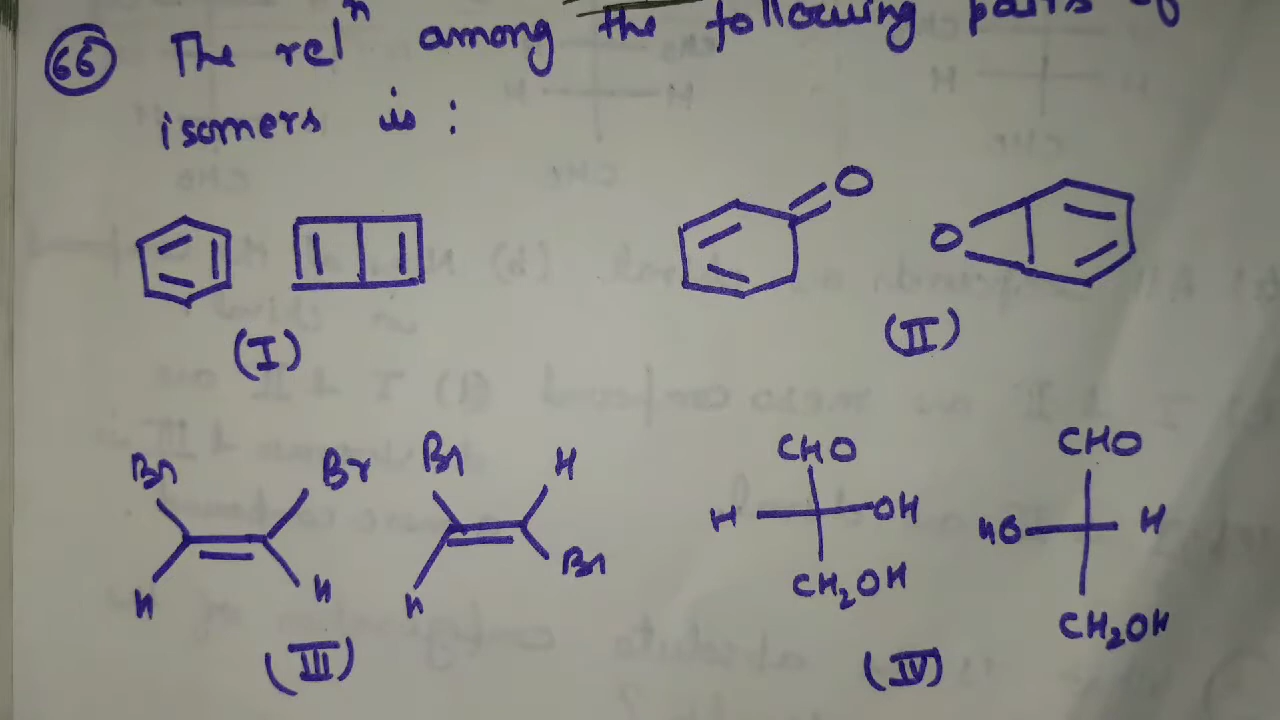 66 The relⁿ among the following pairs of
isomers is :
O O
(I) (II)
Br Br Br H CHO CHO
H OH HO H
H H H Br CH₂OH CH₂OH
(III) (IV)